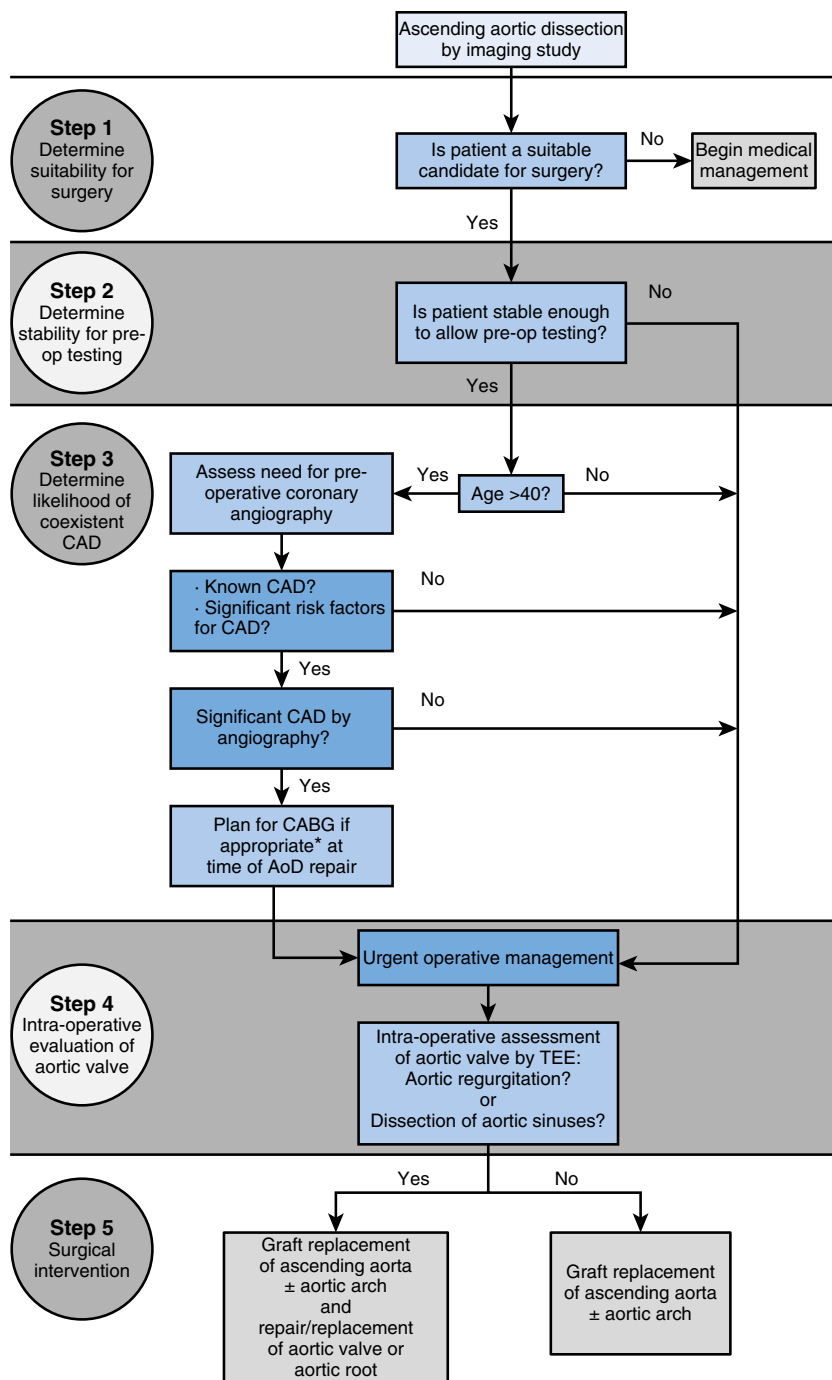 Ascending aortic dissection
by imaging study
Step 1
Determine
suitability for
surgery
Is patient a suitable
candidate for surgery?
No
Begin medical
management
Yes
Step 2
Determine
stability for pre-
op testing
Is patient stable enough
to allow pre-op testing?
No
Yes
Step 3
Determine
likelihood of
coexistent
CAD
Assess need for pre-
operative coronary
angiography
Yes
Age >40?
No
· Known CAD?
· Significant risk factors
for CAD?
No
Yes
Significant CAD by
angiography?
No
Yes
Plan for CABG if
appropriate* at
time of AoD repair
Urgent operative management
Step 4
Intra-operative
evaluation of
aortic valve
Intra-operative assessment
of aortic valve by TEE:
Aortic regurgitation?
or
Dissection of aortic sinuses?
Yes
No
Step 5
Surgical
intervention
Graft replacement
of ascending aorta
± aortic arch
and
repair/replacement
of aortic valve or
aortic root
Graft replacement
of ascending aorta
± aortic arch